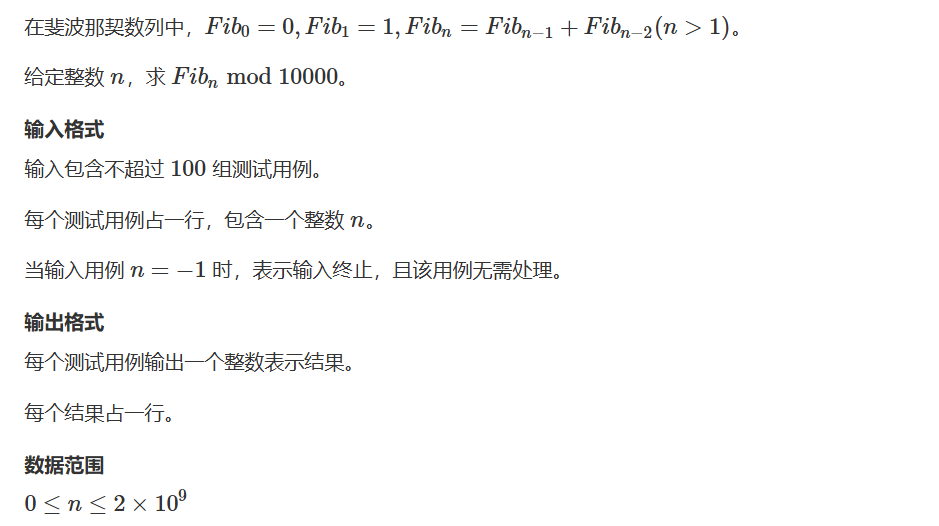 在斐波那契数列中，$Fib_0 = 0, Fib_1 = 1, Fib_n = Fib_{n-1} + Fib_{n-2}(n > 1)$。
给定整数 $n$，求 $Fib_n \bmod 10000$。
输入格式
输入包含不超过 $100$ 组测试用例。
每个测试用例占一行，包含一个整数 $n$。
当输入用例 $n = -1$ 时，表示输入终止，且该用例无需处理。
输出格式
每个测试用例输出一个整数表示结果。
每个结果占一行。
数据范围
$0 \le n \le 2 \times 10^9$